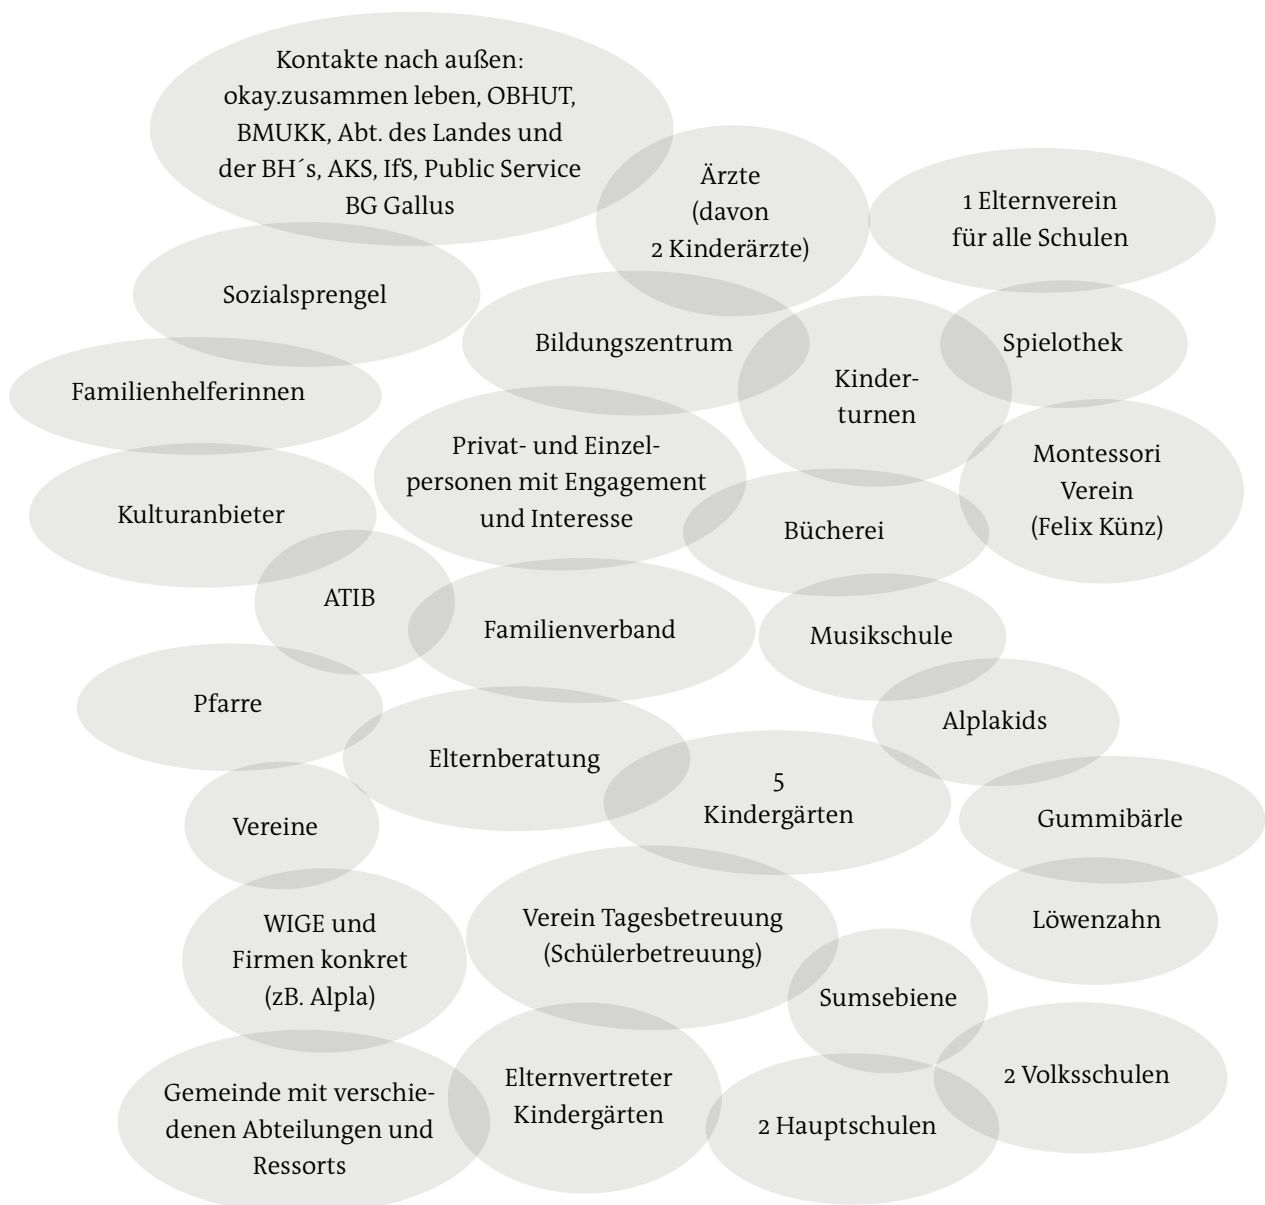 Kontakte nach außen:
okay.zusammen leben, OBHUT,
BMUKK, Abt. des Landes und
der BH´s, AKS, IfS, Public Service
BG Gallus
Ärzte
(davon
2 Kinderärzte)
1 Elternverein
für alle Schulen
Sozialsprengel
Bildungszentrum
Spielothek
Familienhelferinnen
Kinder-
turnen
Privat- und Einzel-
personen mit Engagement
und Interesse
Montessori
Verein
(Felix Künz)
Kulturanbieter
Bücherei
ATIB
Familienverband
Musikschule
Pfarre
Alplakids
Elternberatung
5
Kindergärten
Vereine
Gummibärle
WIGE und
Firmen konkret
(zB. Alpla)
Verein Tagesbetreuung
(Schülerbetreuung)
Löwenzahn
Sumsebiene
Gemeinde mit verschie-
denen Abteilungen und
Ressorts
Elternvertreter
Kindergärten
2 Hauptschulen
2 Volksschulen